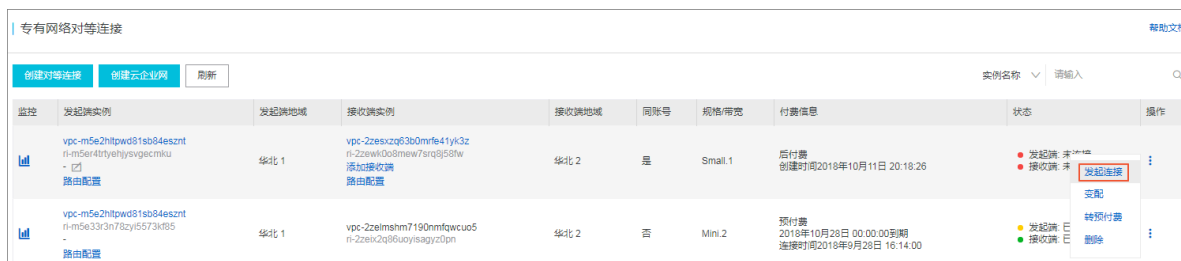 专有网络对等连接
帮助文档
创建对等连接 创建云企业网 刷新 实例名称 请输入
监控 发起端实例 发起端地域 接收端实例 接收端地域 同账号 规格/带宽 付费信息 状态 操作
vpc-m5e2hltpwd81sb84esznt
ri-m5er4trtyehjysvgecmku
-
路由配置
华北 1
vpc-2zesxzq63b0mrfe41yk3z
ri-2zewk0o8mew7srq8j58fw
添加接收端
路由配置
华北 2
是
Small.1
后付费
创建时间2018年10月11日 20:18:26
发起端: 未连接
接收端: 未
发起连接
变配
转预付费
删除
vpc-m5e2hltpwd81sb84esznt
ri-m5e33r3n78zyi5573kf85
-
路由配置
华北 1
vpc-2zelmshm7190nmfqwcuo5
ri-2zeix2q86uoyisagyz0pn
华北 2
否
Mini.2
预付费
2018年10月28日 00:00:00到期
连接时间2018年9月28日 16:14:00
发起端: 已
接收端: 已